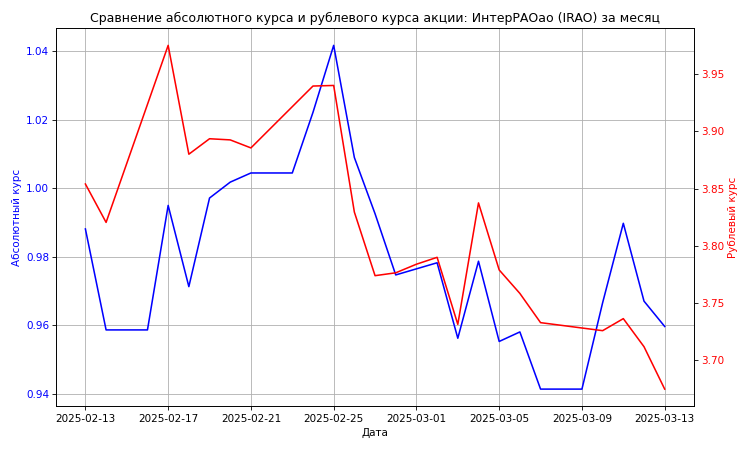 Сравнение абсолютного курса и рублевого курса акции: ИнтерРАОао (IRAO) за месяц
1.04
1.02
1.00
0.98
0.96
0.94
Абсолютный курс
3.95
3.90
3.85
3.80
3.75
3.70
Рублевый курс
2025-02-13 2025-02-17 2025-02-21 2025-02-25 2025-03-01 2025-03-05 2025-03-09 2025-03-13
Дата